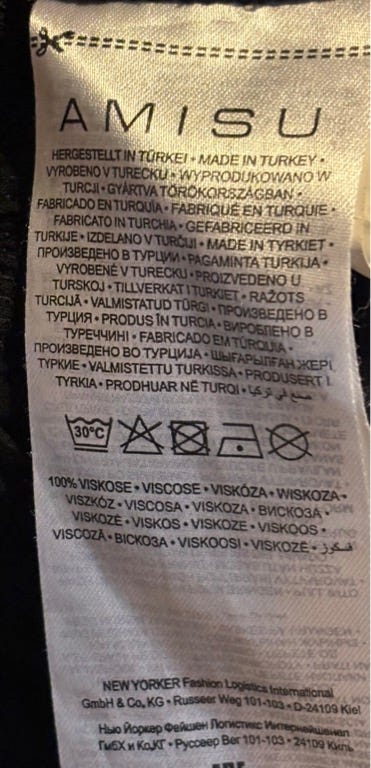 AMISU
HERGESTELLT IN TÜRKEI • MADE IN TURKEY •
VYROBENO V TURECKU • WYPRODUKOWANO W
TURCJI • GYÁRTVA TÖRÖKORSZÁGBAN •
FABRICADO EN TURQUÍA • FABRIQUÉ EN TURQUIE •
FABRICATO IN TURCHIA • GEFABRICEERD IN
TURKIJE • IZDELANO V TURČIJI • MADE IN TYRKIET •
ПРОИЗВЕДЕНО В ТУРЦИИ • PAGAMINTA TURKIJA •
VYROBENÉ V TURECKU • PROIZVEDENO U
TURSKOJ • TILLVERKAT I TURKIET • RAŽOTS
TURCIJĀ • VALMISTATUD TÜRGI • ПРОИЗВЕДЕНО В
ТУРЦИЯ • PRODUS ÎN TURCIA • ВИРОБЛЕНО В
ТУРЕЧЧИНІ • FABRICADO EM TURQUIA •
ПРОИЗВЕДЕНО ВО ТУРЦИЈА • ШЫҒАРЫЛҒАН ЖЕРІ
ТҮРКИЕ • VALMISTETTU TURKISSA • PRODUSERT I
TYRKIA • PRODHUAR NË TURQI • صنع في تركيا
30°C
100% VISKOSE • VISCOSE • VISKÓZA • WISKOZA •
VISZKÓZ • VISCOSA • VISKOZA • ВИСКОЗА •
VISKOZĖ • VISKOS • VISKOZE • VISKOOS •
VISCOZĂ • ВІСКОЗА • VISKOOSI • VISKOZË • فسكوز
NEW YORKER Fashion Logistics International
GmbH & Co. KG • Russeer Weg 101-103 • D-24109 Kiel
Нью Йоркер Фейшен Логистикс Интернейшенал
ГмбХ и Ко.КГ • Руссеер Вег 101-103 • 24109 Киль